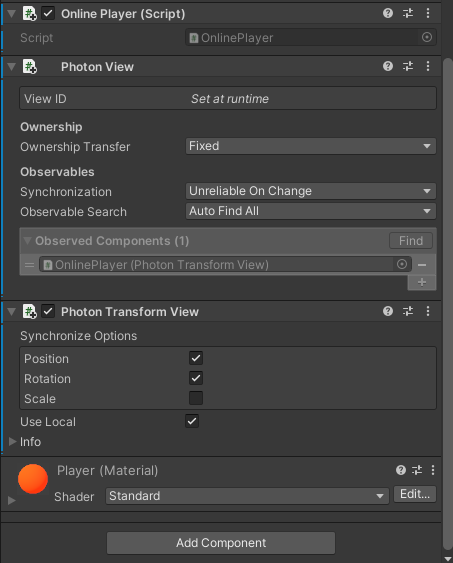 Online Player (Script)
Script OnlinePlayer
Photon View
View ID Set at runtime
Ownership
Ownership Transfer Fixed
Observables
Synchronization Unreliable On Change
Observable Search Auto Find All
Observed Components (1) Find
OnlinePlayer (Photon Transform View)
Photon Transform View
Synchronize Options
Position
Rotation
Scale
Use Local
Info
Player (Material)
Shader Standard Edit...
Add Component